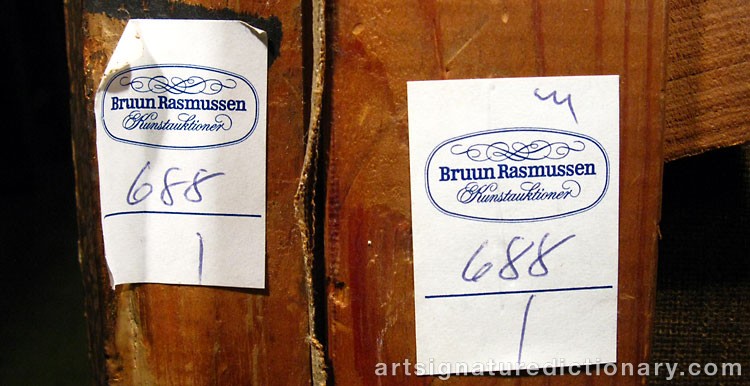 Bruun Rasmussen
Kunstauktioner
688
1
Bruun Rasmussen
Kunstauktioner
688
1
artsignaturedictionary.com